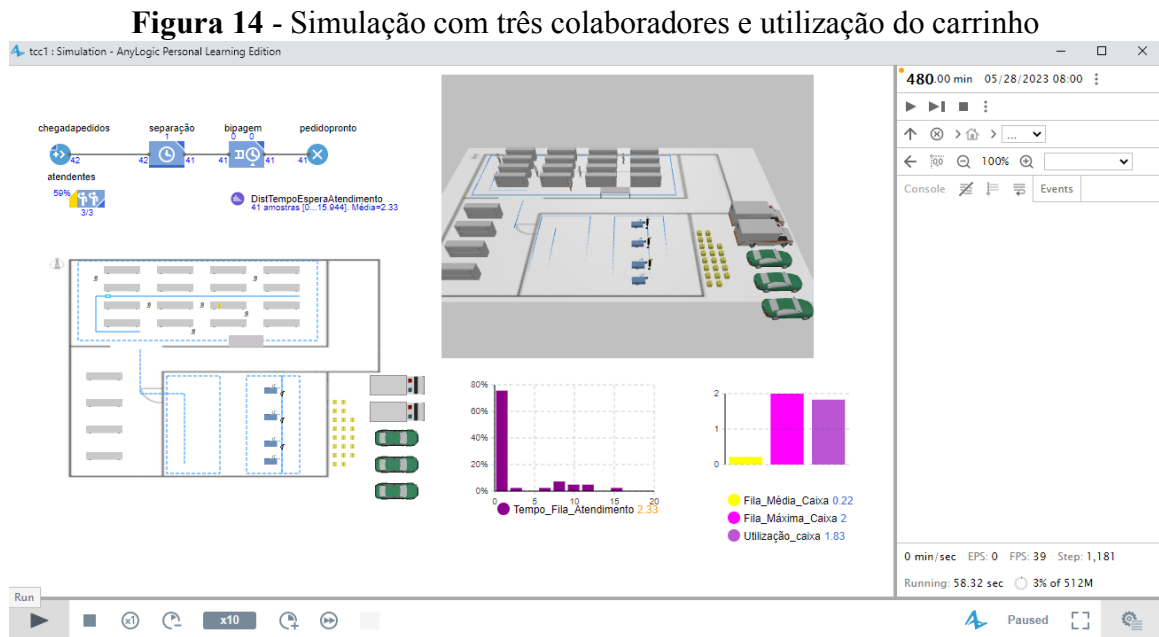 Figura 14 - Simulação com três colaboradores e utilização do carrinho
tcc1 : Simulation - AnyLogic Personal Learning Edition
480.00 min 05/28/2023 08:00
chegadapedidos separação bipagem pedidopronto
1 0 0
42 42 41 41 41 41
atendentes
59%
3/3
DistTempoEsperaAtendimento
41 amostras [0...15.944]. Média=2.33
100%
...
Console Events
80%
60%
40%
20%
0%
0 5 10 15 20
Tempo_Fila_Atendimento 2.33
2
1
0
Fila_Média_Caixa 0.22
Fila_Máxima_Caixa 2
Utilização_caixa 1.83
0 min/sec EPS: 0 FPS: 39 Step: 1,181
Running: 58.32 sec 3% of 512M
Run
x1 x10 Paused